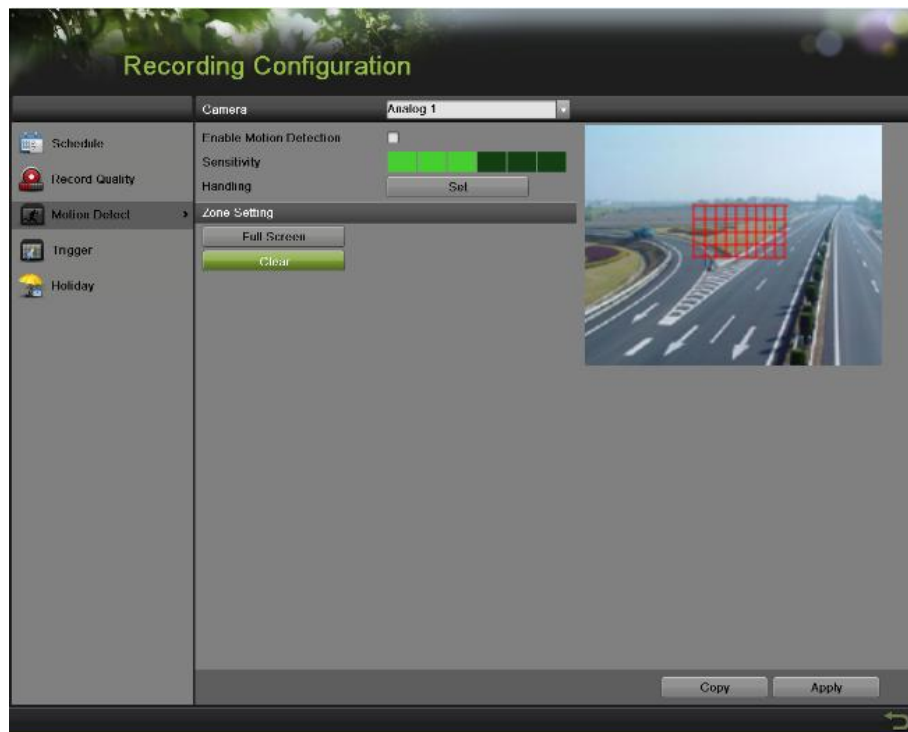 Recording Configuration
Camera
Analog 1
Schedule
Record Quality
Motion Detect
Trigger
Holiday
Enable Motion Detection
Sensitivity
Handling
Set
Zone Setting
Full Screen
Clear
Copy
Apply